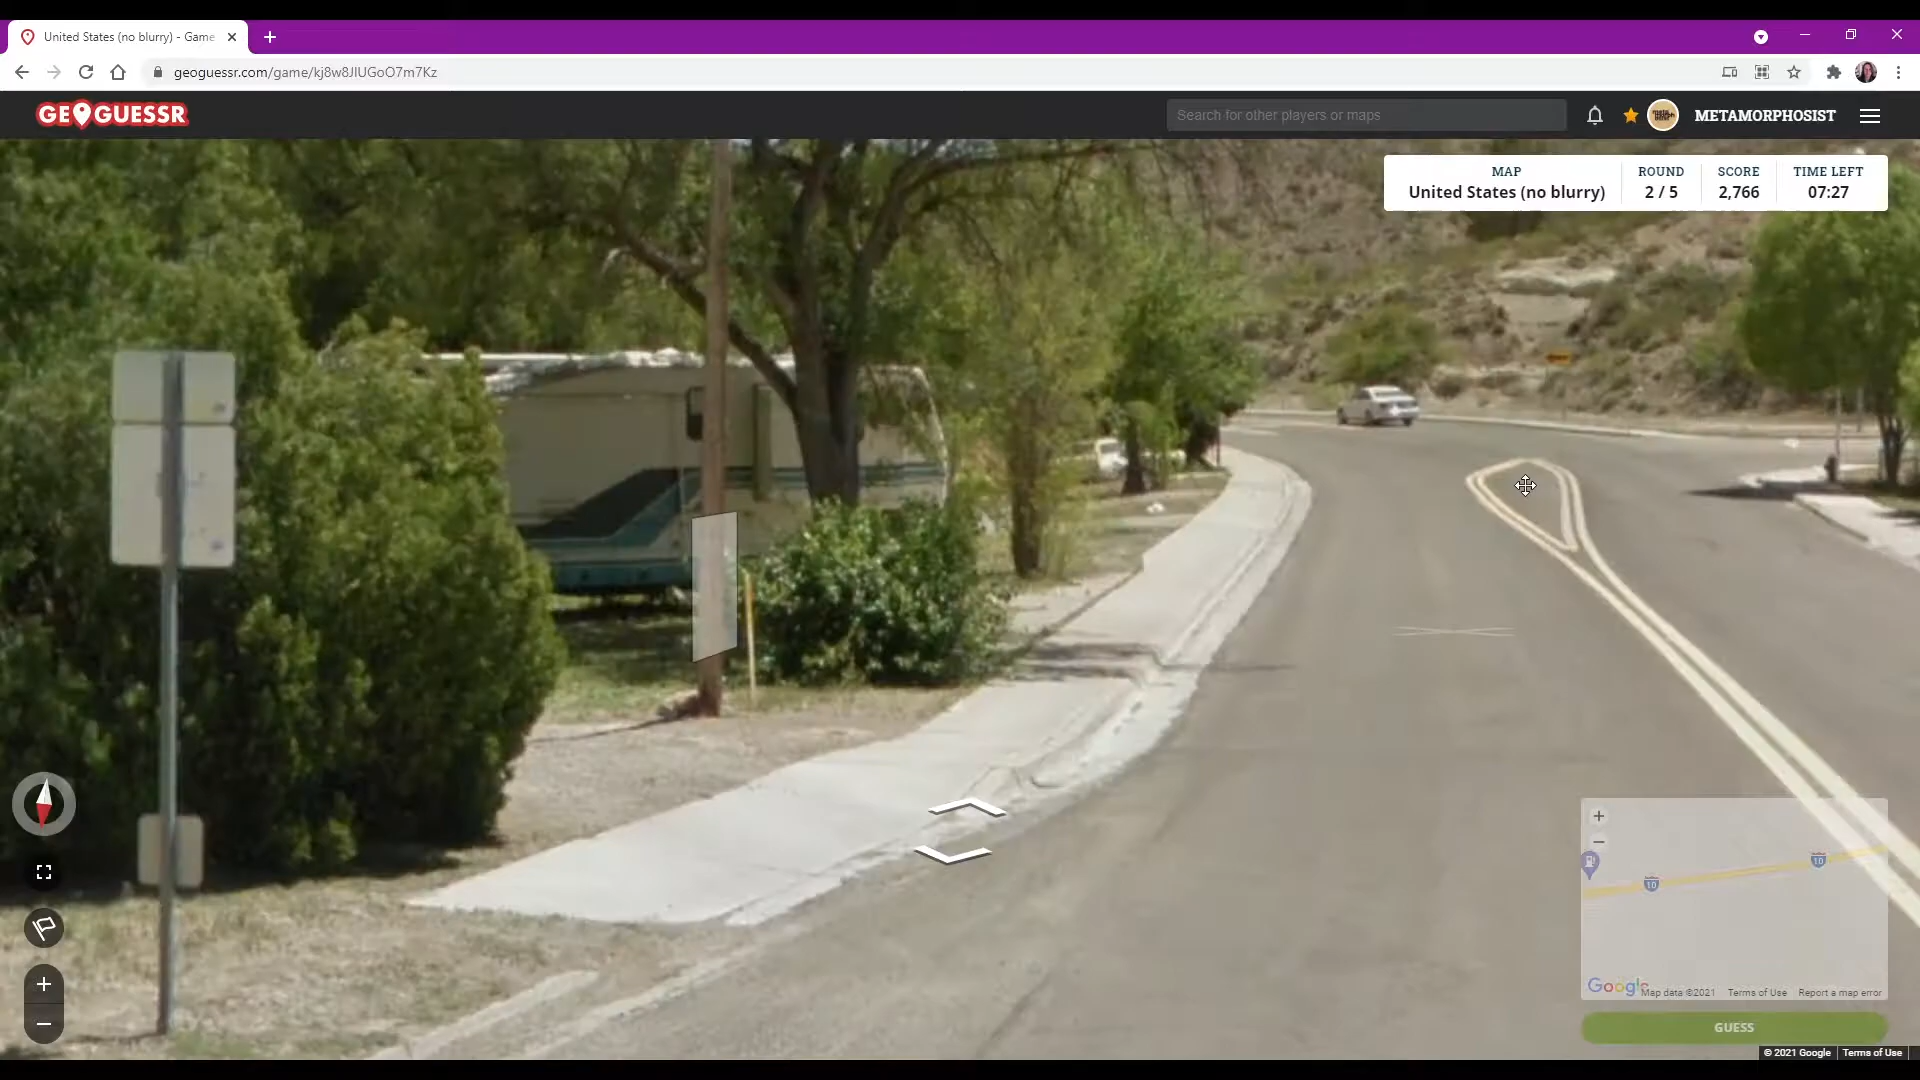 United States (no blurry) - Game
geoguessr.com/game/kj8w8JIUGoO7m7Kz
GEOGUESSR
Search for other players or maps
METAMORPHOSIST
MAP
United States (no blurry)
ROUND
2 / 5
SCORE
2,766
TIME LEFT
07:27
10
10
Google
Map data ©2021
Terms of Use
Report a map error
GUESS
© 2021 Google
Terms of Use